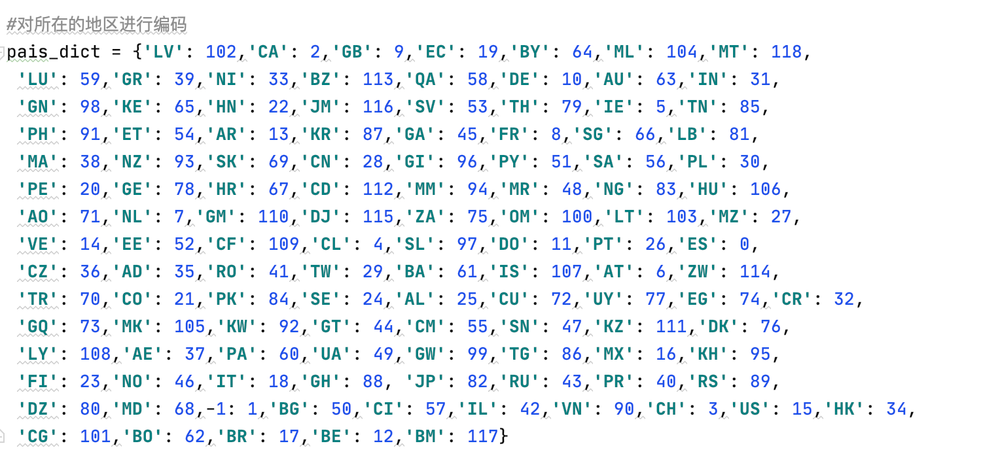 #对所在的地区进行编码
pais_dict = {'LV': 102,'CA': 2,'GB': 9,'EC': 19,'BY': 64,'ML': 104,'MT': 118,
'LU': 59,'GR': 39,'NI': 33,'BZ': 113,'QA': 58,'DE': 10,'AU': 63,'IN': 31,
'GN': 98,'KE': 65,'HN': 22,'JM': 116,'SV': 53,'TH': 79,'IE': 5,'TN': 85,
'PH': 91,'ET': 54,'AR': 13,'KR': 87,'GA': 45,'FR': 8,'SG': 66,'LB': 81,
'MA': 38,'NZ': 93,'SK': 69,'CN': 28,'GI': 96,'PY': 51,'SA': 56,'PL': 30,
'PE': 20,'GE': 78,'HR': 67,'CD': 112,'MM': 94,'MR': 48,'NG': 83,'HU': 106,
'AO': 71,'NL': 7,'GM': 110,'DJ': 115,'ZA': 75,'OM': 100,'LT': 103,'MZ': 27,
'VE': 14,'EE': 52,'CF': 109,'CL': 4,'SL': 97,'DO': 11,'PT': 26,'ES': 0,
'CZ': 36,'AD': 35,'RO': 41,'TW': 29,'BA': 61,'IS': 107,'AT': 6,'ZW': 114,
'TR': 70,'CO': 21,'PK': 84,'SE': 24,'AL': 25,'CU': 72,'UY': 77,'EG': 74,'CR': 32,
'GQ': 73,'MK': 105,'KW': 92,'GT': 44,'CM': 55,'SN': 47,'KZ': 111,'DK': 76,
'LY': 108,'AE': 37,'PA': 60,'UA': 49,'GW': 99,'TG': 86,'MX': 16,'KH': 95,
'FI': 23,'NO': 46,'IT': 18,'GH': 88, 'JP': 82,'RU': 43,'PR': 40,'RS': 89,
'DZ': 80,'MD': 68,-1: 1,'BG': 50,'CI': 57,'IL': 42,'VN': 90,'CH': 3,'US': 15,'HK': 34,
'CG': 101,'BO': 62,'BR': 17,'BE': 12,'BM': 117}